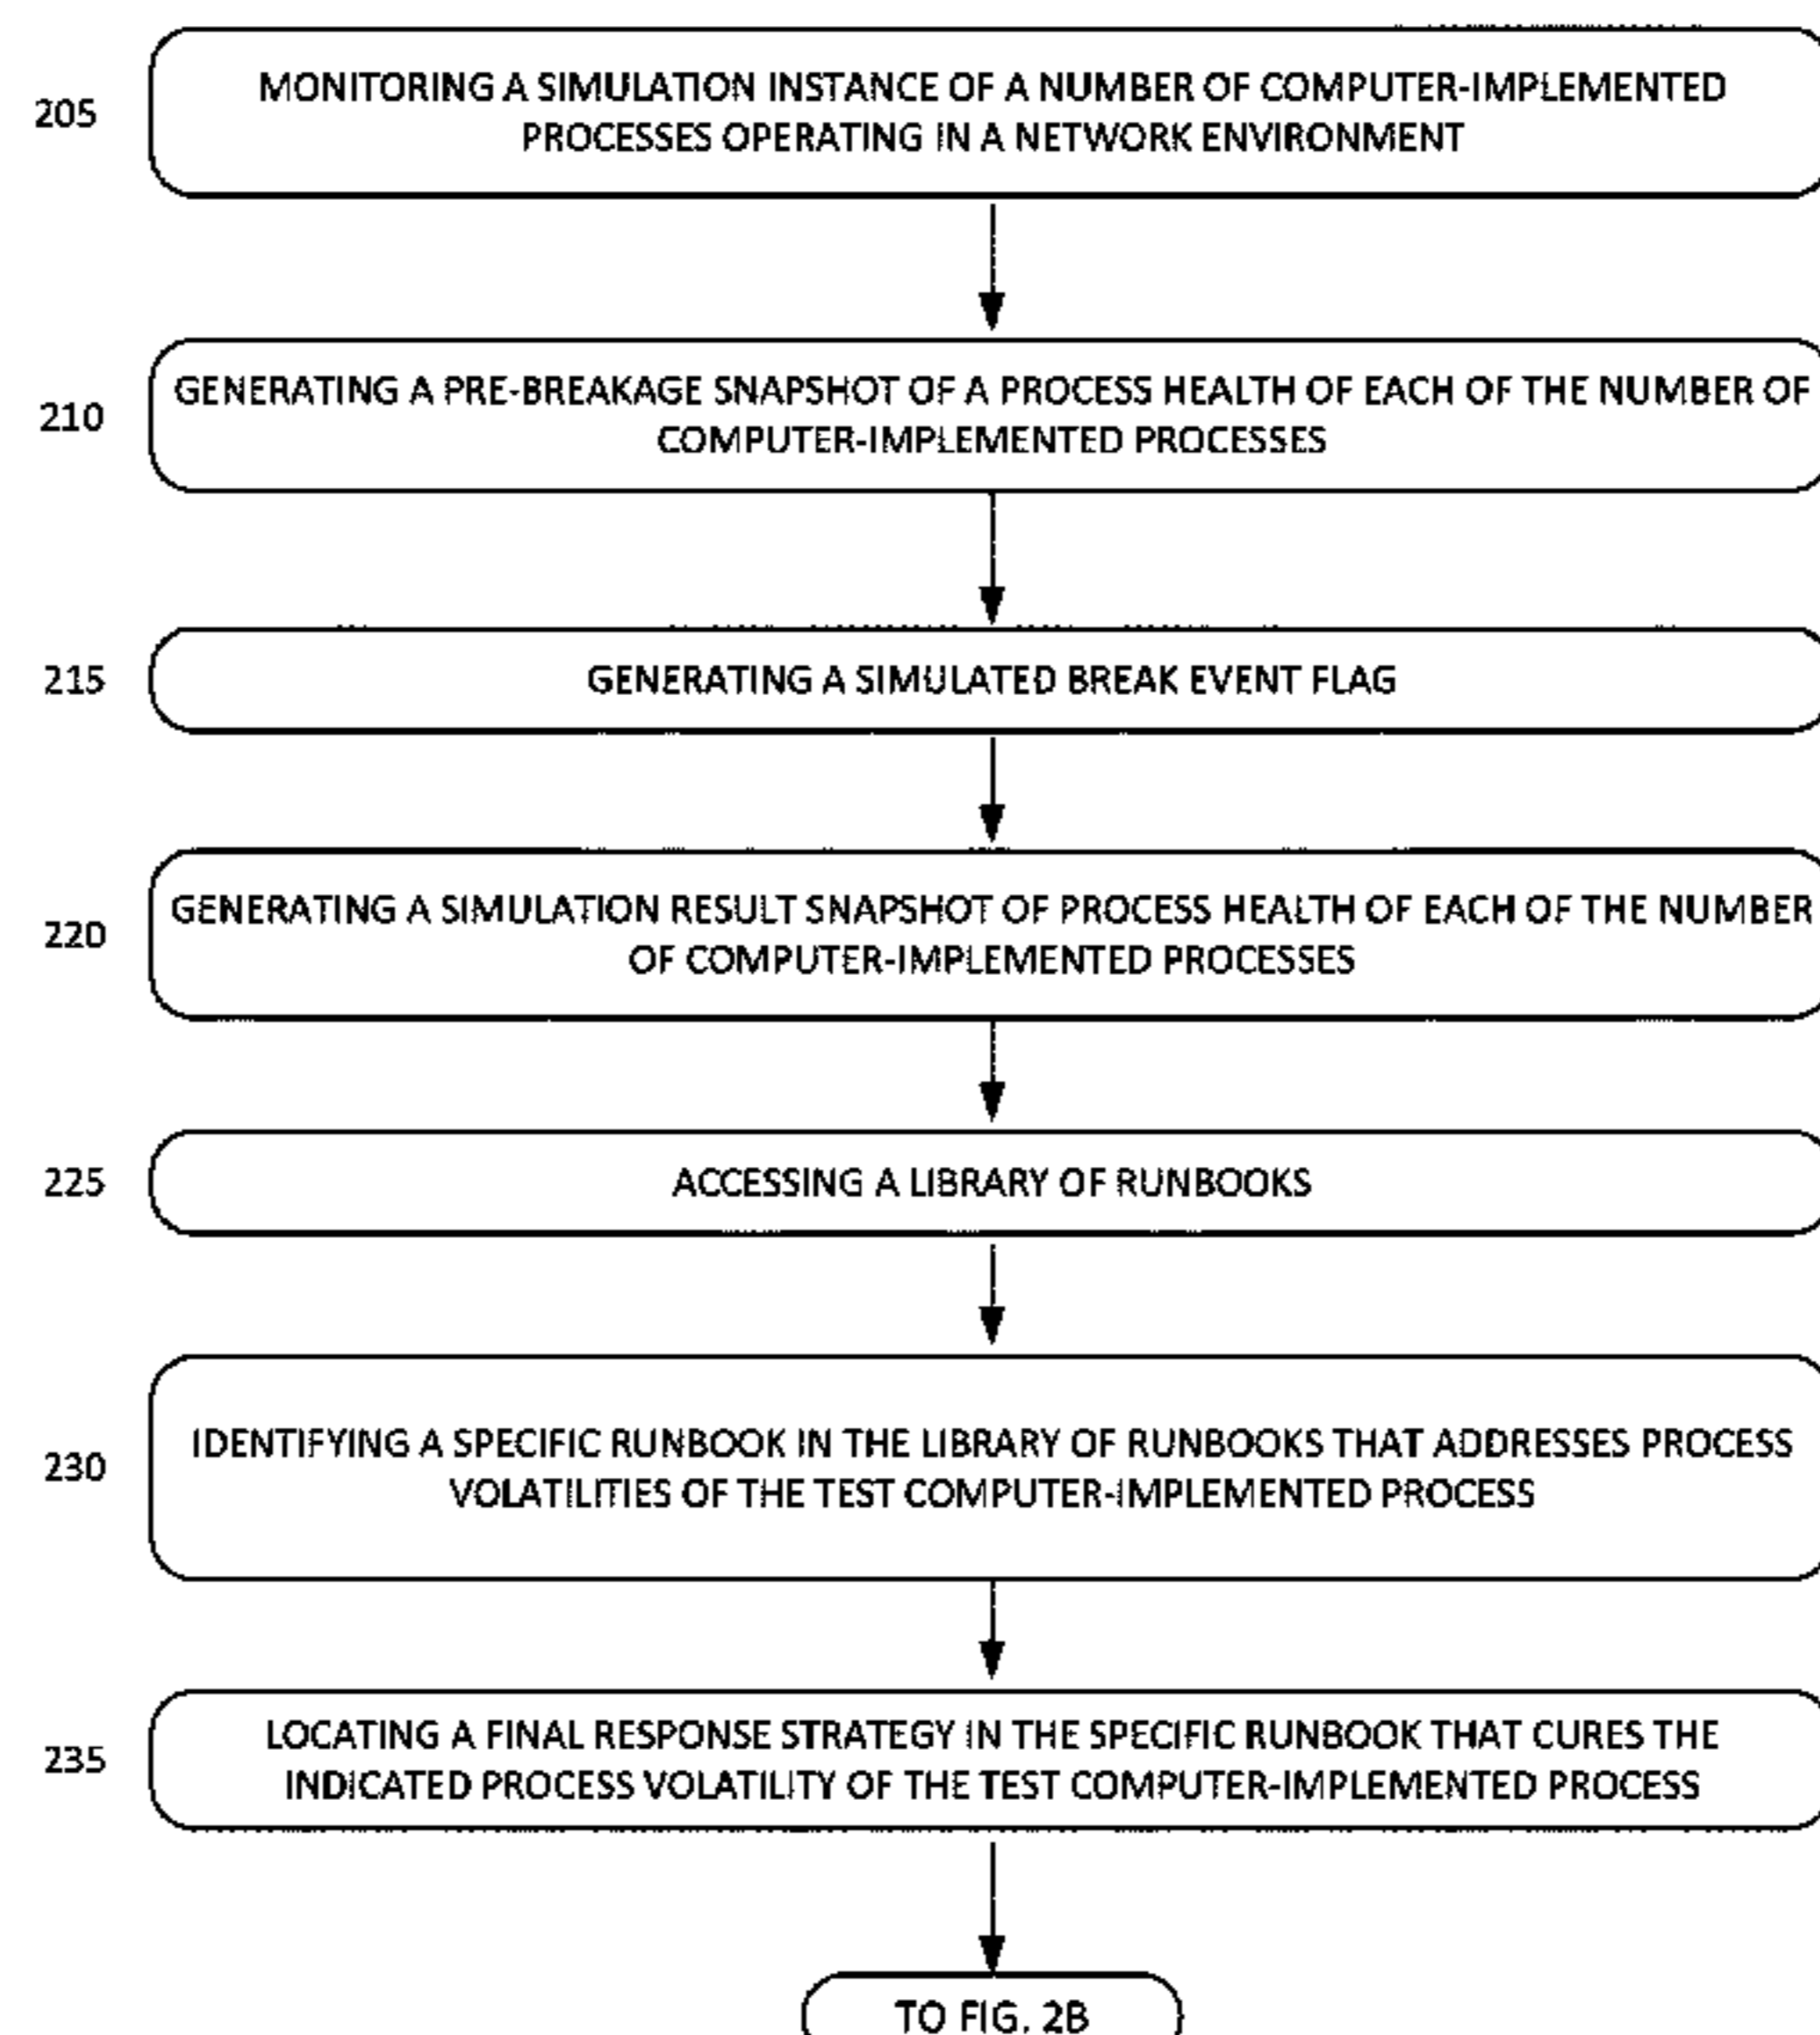 205
MONITORING A SIMULATION INSTANCE OF A NUMBER OF COMPUTER-IMPLEMENTED
PROCESSES OPERATING IN A NETWORK ENVIRONMENT
210
GENERATING A PRE-BREAKAGE SNAPSHOT OF A PROCESS HEALTH OF EACH OF THE NUMBER OF
COMPUTER-IMPLEMENTED PROCESSES
215
GENERATING A SIMULATED BREAK EVENT FLAG
220
GENERATING A SIMULATION RESULT SNAPSHOT OF PROCESS HEALTH OF EACH OF THE NUMBER
OF COMPUTER-IMPLEMENTED PROCESSES
225
ACCESSING A LIBRARY OF RUNBOOKS
230
IDENTIFYING A SPECIFIC RUNBOOK IN THE LIBRARY OF RUNBOOKS THAT ADDRESSES PROCESS
VOLATILITIES OF THE TEST COMPUTER-IMPLEMENTED PROCESS
235
LOCATING A FINAL RESPONSE STRATEGY IN THE SPECIFIC RUNBOOK THAT CURES THE
INDICATED PROCESS VOLATILITY OF THE TEST COMPUTER-IMPLEMENTED PROCESS
TO FIG. 2B